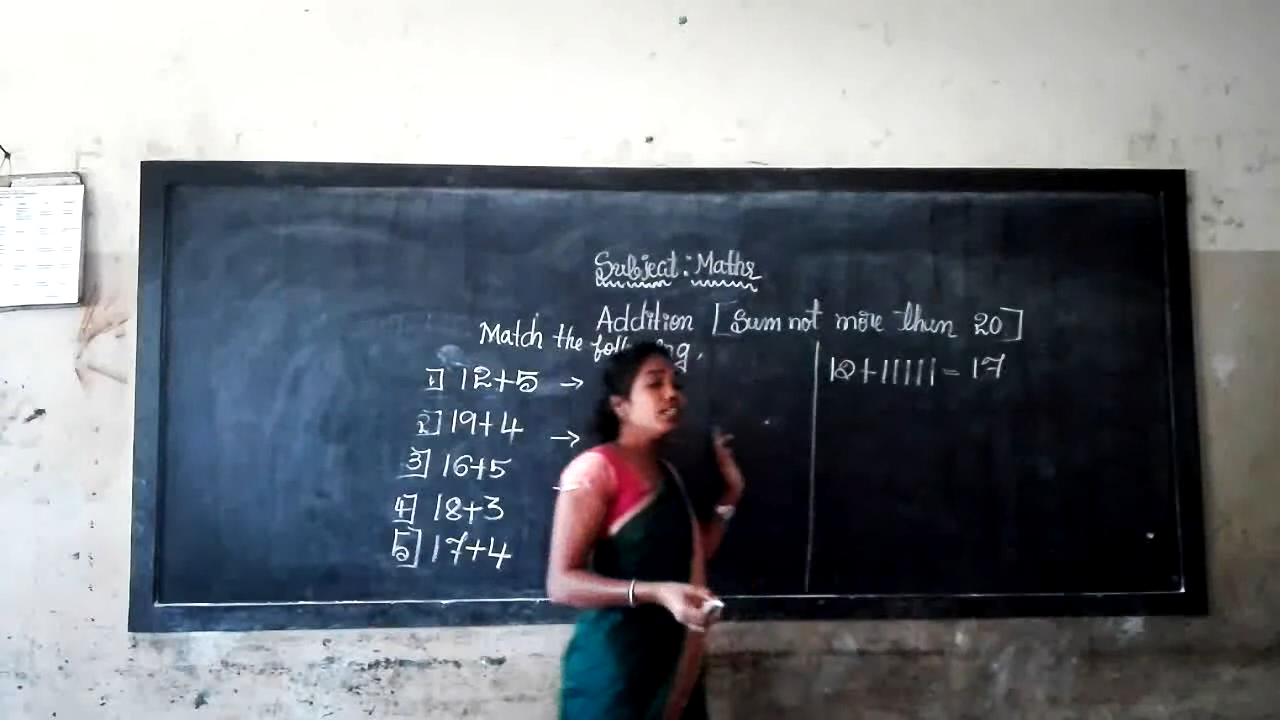 Subject: Maths
Addition [Sum not more than 20]
Match the following,
1] 12+5 →
2] 19+4 →
3] 16+5
4] 18+3
5] 17+4
12+|||||=17